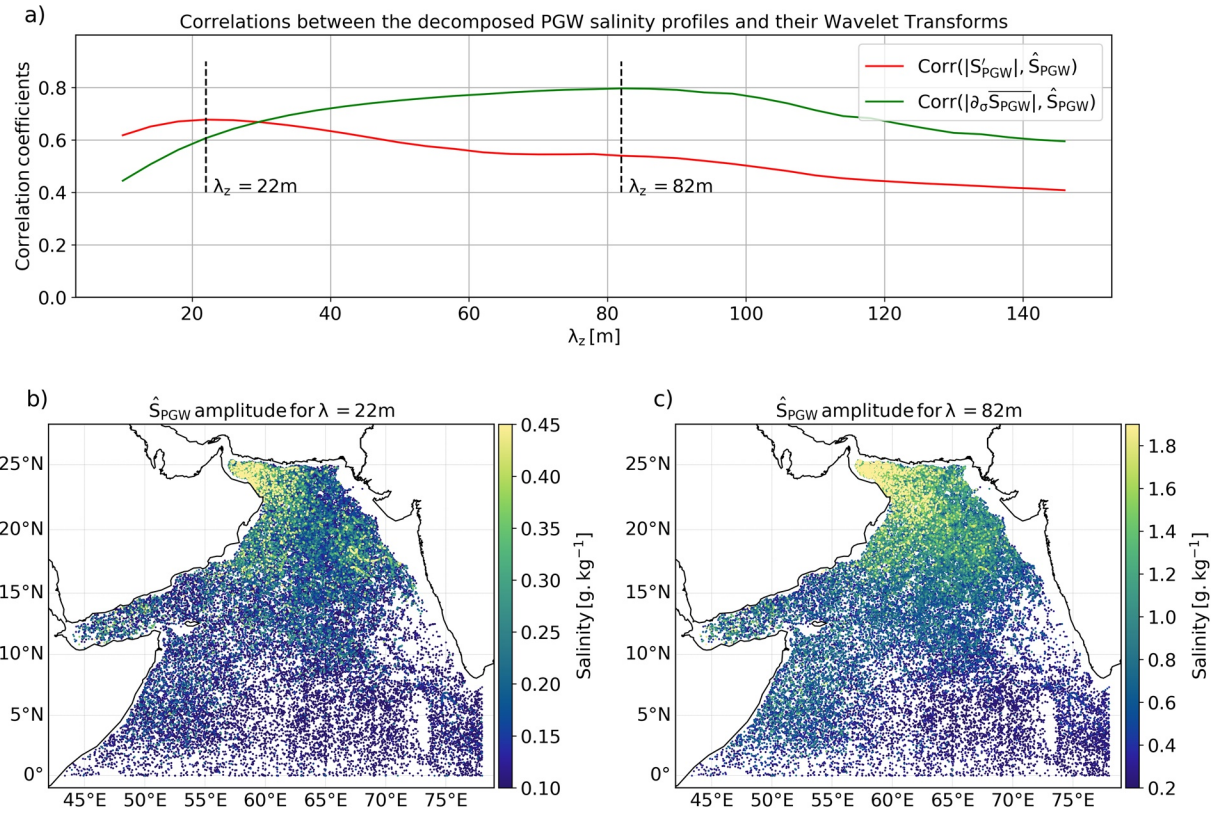 a)
Correlations between the decomposed PGW salinity profiles and their Wavelet Transforms
Correlation coefficients
0.8
0.6
0.4
0.2
0.0
Corr(|S′PGW|, ŜPGW)
Corr(|∂σS̅PGW|, ŜPGW)
λz = 22m
λz = 82m
20 40 60 80 100 120 140
λz [m]
b)
ŜPGW amplitude for λ = 22m
25°N
20°N
15°N
10°N
5°N
0°
45°E 50°E 55°E 60°E 65°E 70°E 75°E
0.45
0.40
0.35
0.30
0.25
0.20
0.15
0.10
Salinity [g. kg⁻¹]
c)
ŜPGW amplitude for λ = 82m
25°N
20°N
15°N
10°N
5°N
0°
45°E 50°E 55°E 60°E 65°E 70°E 75°E
1.8
1.6
1.4
1.2
1.0
0.8
0.6
0.4
0.2
Salinity [g. kg⁻¹]